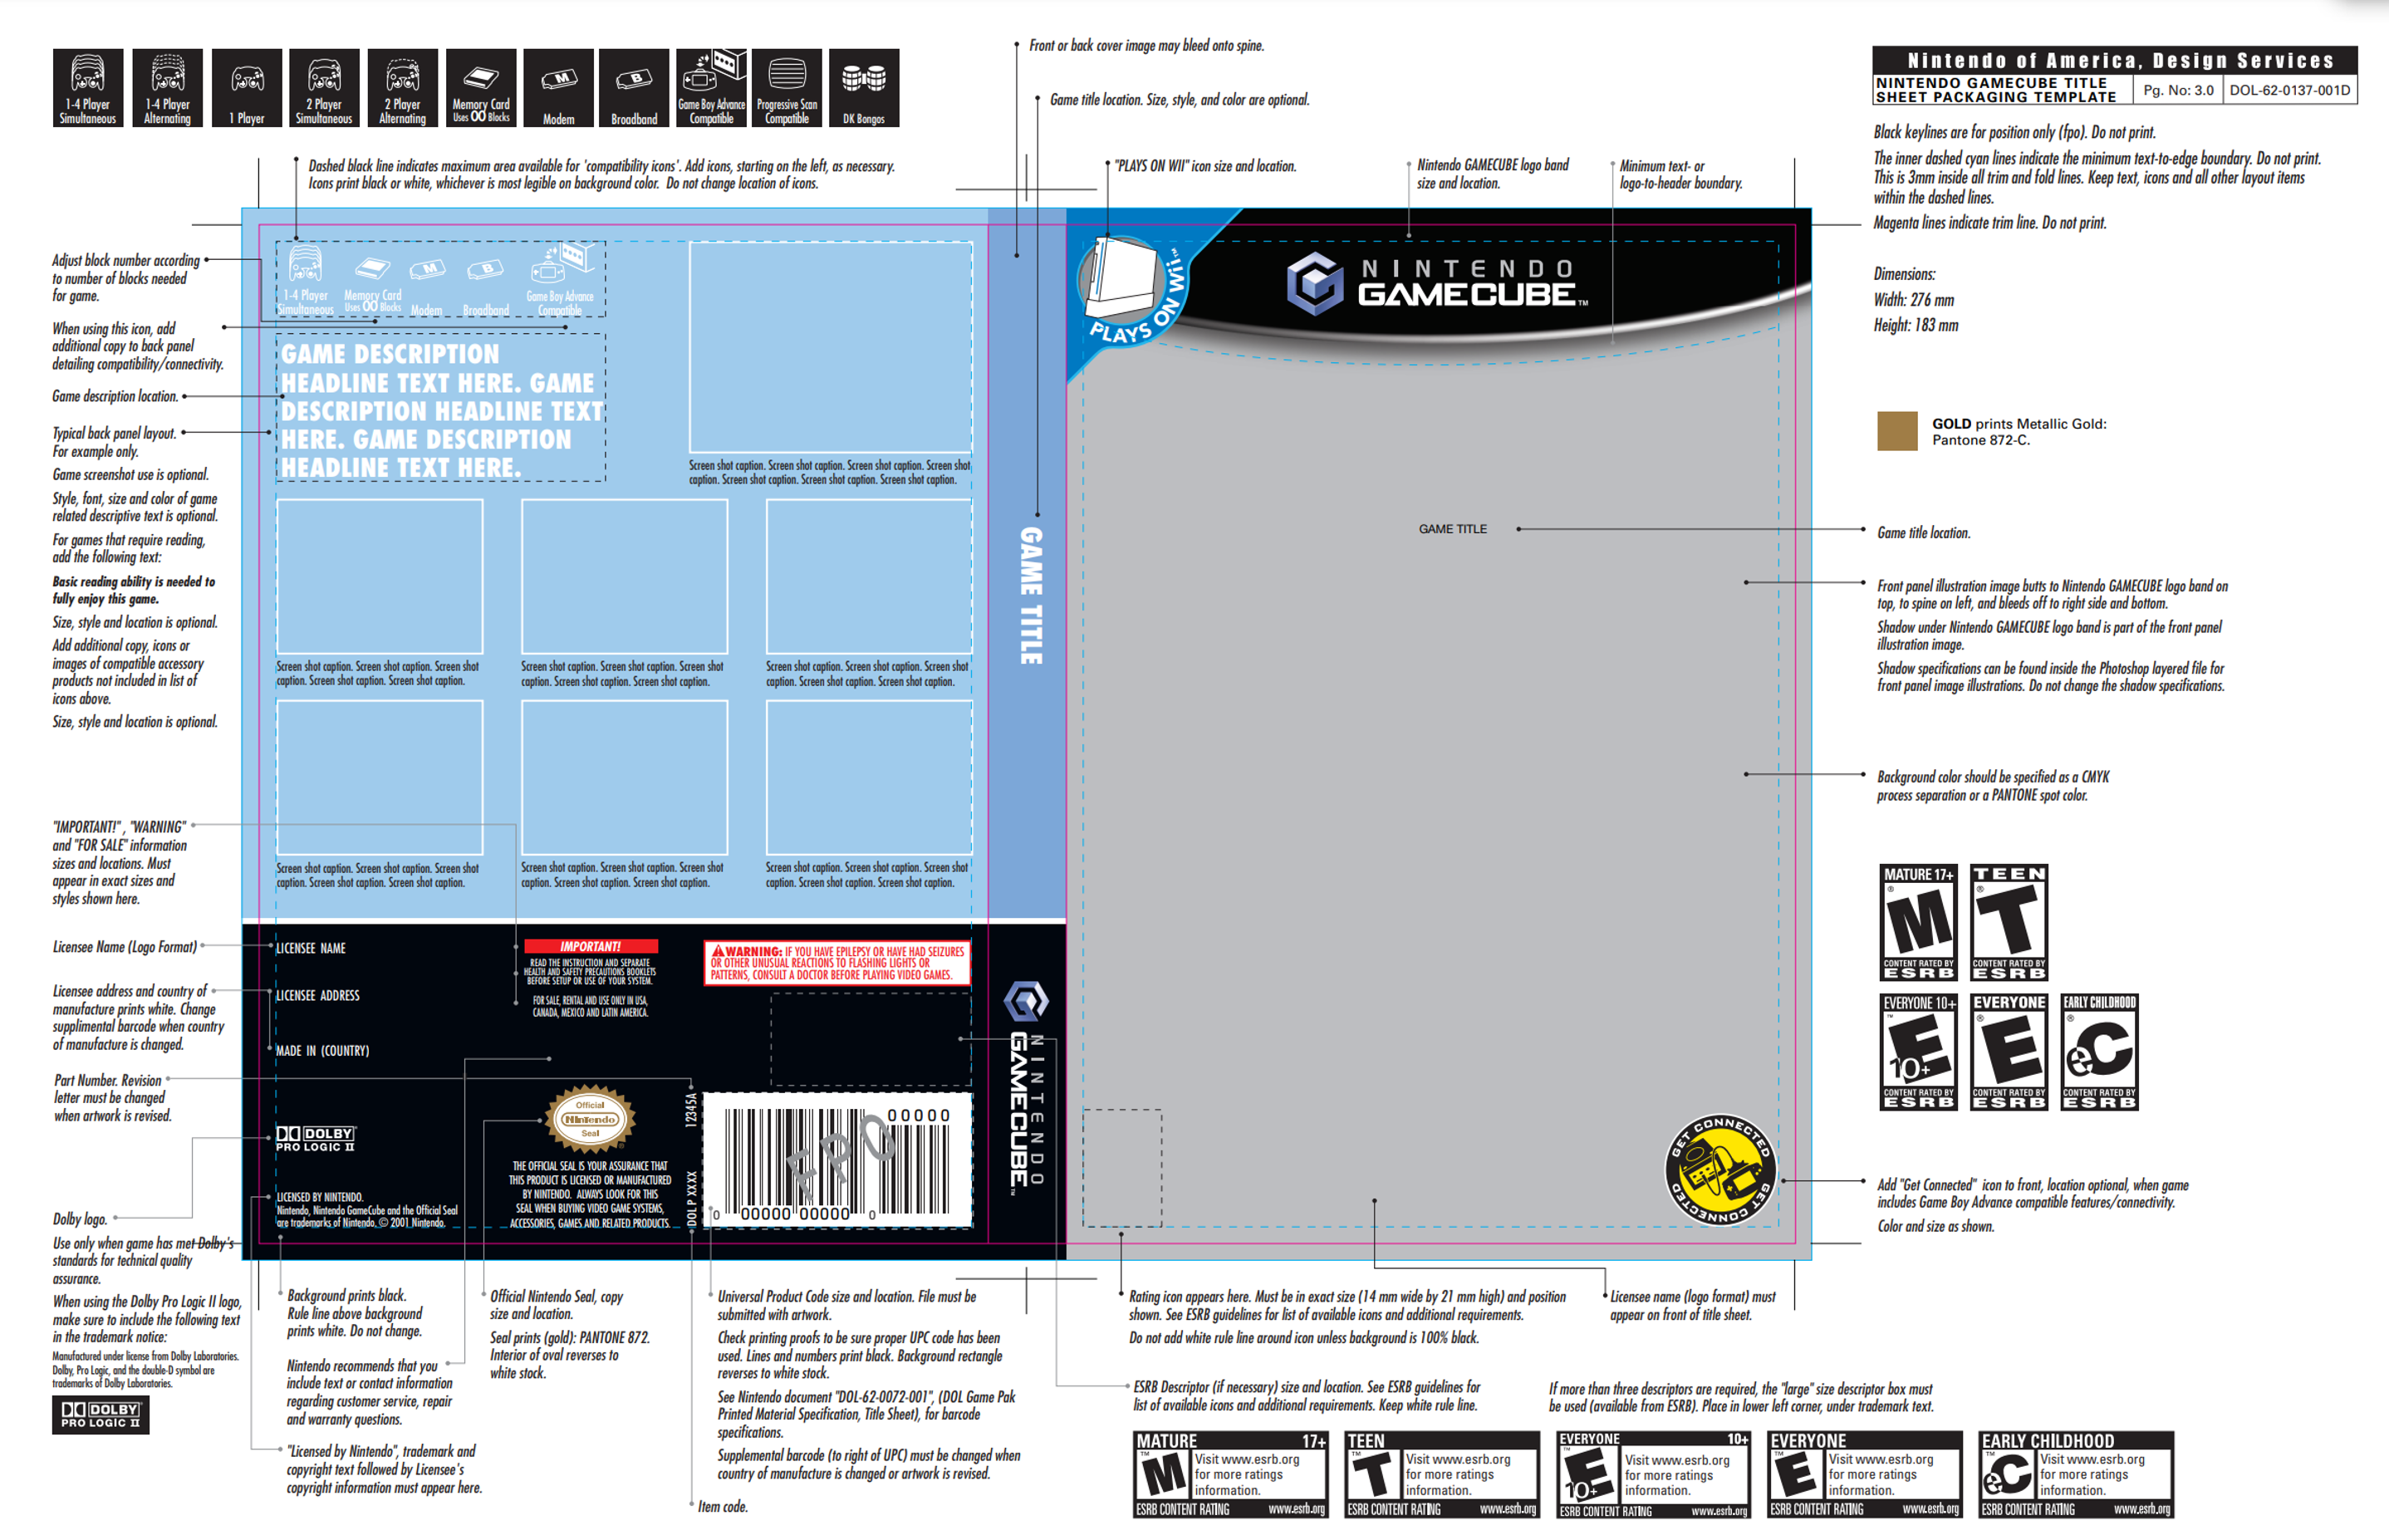 1-4 Player
Simultaneous
1-4 Player
Alternating
1 Player
2 Player
Simultaneous
2 Player
Alternating
Memory Card
Uses 00 Blocks
M
Modem
B
Broadband
Game Boy Advance
Compatible
Progressive Scan
Compatible
DK Bongos
Front or back cover image may bleed onto spine.
Game title location. Size, style, and color are optional.
Nintendo of America, Design Services
NINTENDO GAMECUBE TITLE
SHEET PACKAGING TEMPLATE
Pg. No: 3.0
DOL-62-0137-001D
Black keylines are for position only (fpo). Do not print.
The inner dashed cyan lines indicate the minimum text-to-edge boundary. Do not print.
This is 3mm inside all trim and fold lines. Keep text, icons and all other layout items
within the dashed lines.
Magenta lines indicate trim line. Do not print.
Dimensions:
Width: 276 mm
Height: 183 mm
GOLD prints Metallic Gold:
Pantone 872-C.
Dashed black line indicates maximum area available for 'compatibility icons'. Add icons, starting on the left, as necessary.
Icons print black or white, whichever is most legible on background color. Do not change location of icons.
"PLAYS ON WII" icon size and location.
Nintendo GAMECUBE logo band
size and location.
Minimum text- or
logo-to-header boundary.
Adjust block number according
to number of blocks needed
for game.
When using this icon, add
additional copy to back panel
detailing compatibility/connectivity.
Game description location.
Typical back panel layout.
For example only.
Game screenshot use is optional.
Style, font, size and color of game
related descriptive text is optional.
For games that require reading,
add the following text:
Basic reading ability is needed to
fully enjoy this game.
Size, style and location is optional.
Add additional copy, icons or
images of compatible accessory
products not included in list of
icons above.
Size, style and location is optional.
"IMPORTANT!" , "WARNING"
and "FOR SALE" information
sizes and locations. Must
appear in exact sizes and
styles shown here.
Licensee Name (Logo Format)
Licensee address and country of
manufacture prints white. Change
supplimental barcode when country
of manufacture is changed.
Part Number. Revision
letter must be changed
when artwork is revised.
Dolby logo.
Use only when game has met Dolby's
standards for technical quality
assurance.
When using the Dolby Pro Logic II logo,
make sure to include the following text
in the trademark notice:
Manufactured under license from Dolby Laboratories.
Dolby, Pro Logic, and the double-D symbol are
trademarks of Dolby Laboratories.
DOLBY
PRO LOGIC II
1-4 Player
Simultaneous
Memory Card
Uses 00 Blocks
M
Modem
B
Broadband
Game Boy Advance
Compatible
GAME DESCRIPTION
HEADLINE TEXT HERE. GAME
DESCRIPTION HEADLINE TEXT
HERE. GAME DESCRIPTION
HEADLINE TEXT HERE.
Screen shot caption. Screen shot caption. Screen shot caption. Screen shot
caption. Screen shot caption. Screen shot caption. Screen shot caption.
Screen shot caption. Screen shot caption. Screen shot
caption. Screen shot caption. Screen shot caption.
Screen shot caption. Screen shot caption. Screen shot
caption. Screen shot caption. Screen shot caption.
Screen shot caption. Screen shot caption. Screen shot
caption. Screen shot caption. Screen shot caption.
Screen shot caption. Screen shot caption. Screen shot
caption. Screen shot caption. Screen shot caption.
Screen shot caption. Screen shot caption. Screen shot
caption. Screen shot caption. Screen shot caption.
Screen shot caption. Screen shot caption. Screen shot
caption. Screen shot caption. Screen shot caption.
LICENSEE NAME
LICENSEE ADDRESS
MADE IN (COUNTRY)
DOLBY
PRO LOGIC II
LICENSED BY NINTENDO.
Nintendo, Nintendo GameCube and the Official Seal
are trademarks of Nintendo. © 2001 Nintendo.
IMPORTANT!
READ THE INSTRUCTION AND SEPARATE
HEALTH AND SAFETY PRECAUTIONS BOOKLETS
BEFORE SETUP OR USE OF YOUR SYSTEM.
FOR SALE, RENTAL AND USE ONLY IN USA,
CANADA, MEXICO AND LATIN AMERICA.
Official
Nintendo
Seal
®
THE OFFICIAL SEAL IS YOUR ASSURANCE THAT
THIS PRODUCT IS LICENSED OR MANUFACTURED
BY NINTENDO. ALWAYS LOOK FOR THIS
SEAL WHEN BUYING VIDEO GAME SYSTEMS,
ACCESSORIES, GAMES AND RELATED PRODUCTS.
WARNING: IF YOU HAVE EPILEPSY OR HAVE HAD SEIZURES
OR OTHER UNUSUAL REACTIONS TO FLASHING LIGHTS OR
PATTERNS, CONSULT A DOCTOR BEFORE PLAYING VIDEO GAMES.
12345A
DOL P XXXX
00000
FPO
0 00000 00000 0
GAME TITLE
NINTENDO
GAMECUBE™
PLAYS ON Wii™
NINTENDO
GAMECUBE™
GAME TITLE
GET CONNECTED
GET CONNECTED
Game title location.
Front panel illustration image butts to Nintendo GAMECUBE logo band on
top, to spine on left, and bleeds off to right side and bottom.
Shadow under Nintendo GAMECUBE logo band is part of the front panel
illustration image.
Shadow specifications can be found inside the Photoshop layered file for
front panel image illustrations. Do not change the shadow specifications.
Background color should be specified as a CMYK
process separation or a PANTONE spot color.
MATURE 17+
®
M
CONTENT RATED BY
ESRB
TEEN
®
T
CONTENT RATED BY
ESRB
EVERYONE 10+
™
E
10+
CONTENT RATED BY
ESRB
EVERYONE
®
E
CONTENT RATED BY
ESRB
EARLY CHILDHOOD
®
eC
CONTENT RATED BY
ESRB
Add "Get Connected" icon to front, location optional, when game
includes Game Boy Advance compatible features/connectivity.
Color and size as shown.
Background prints black.
Rule line above background
prints white. Do not change.
Nintendo recommends that you
include text or contact information
regarding customer service, repair
and warranty questions.
"Licensed by Nintendo", trademark and
copyright text followed by Licensee's
copyright information must appear here.
Official Nintendo Seal, copy
size and location.
Seal prints (gold): PANTONE 872.
Interior of oval reverses to
white stock.
Universal Product Code size and location. File must be
submitted with artwork.
Check printing proofs to be sure proper UPC code has been
used. Lines and numbers print black. Background rectangle
reverses to white stock.
See Nintendo document "DOL-62-0072-001", (DOL Game Pak
Printed Material Specification, Title Sheet), for barcode
specifications.
Supplemental barcode (to right of UPC) must be changed when
country of manufacture is changed or artwork is revised.
Item code.
Rating icon appears here. Must be in exact size (14 mm wide by 21 mm high) and position
shown. See ESRB guidelines for list of available icons and additional requirements.
Do not add white rule line around icon unless background is 100% black.
Licensee name (logo format) must
appear on front of title sheet.
ESRB Descriptor (if necessary) size and location. See ESRB guidelines for
list of available icons and additional requirements. Keep white rule line.
If more than three descriptors are required, the "large" size descriptor box must
be used (available from ESRB). Place in lower left corner, under trademark text.
MATURE 17+
™
M
Visit www.esrb.org
for more ratings
information.
ESRB CONTENT RATING www.esrb.org
TEEN
™
T
Visit www.esrb.org
for more ratings
information.
ESRB CONTENT RATING www.esrb.org
EVERYONE 10+
™
E
10+
Visit www.esrb.org
for more ratings
information.
ESRB CONTENT RATING www.esrb.org
EVERYONE
™
E
Visit www.esrb.org
for more ratings
information.
ESRB CONTENT RATING www.esrb.org
EARLY CHILDHOOD
™
eC
Visit www.esrb.org
for more ratings
information.
ESRB CONTENT RATING www.esrb.org